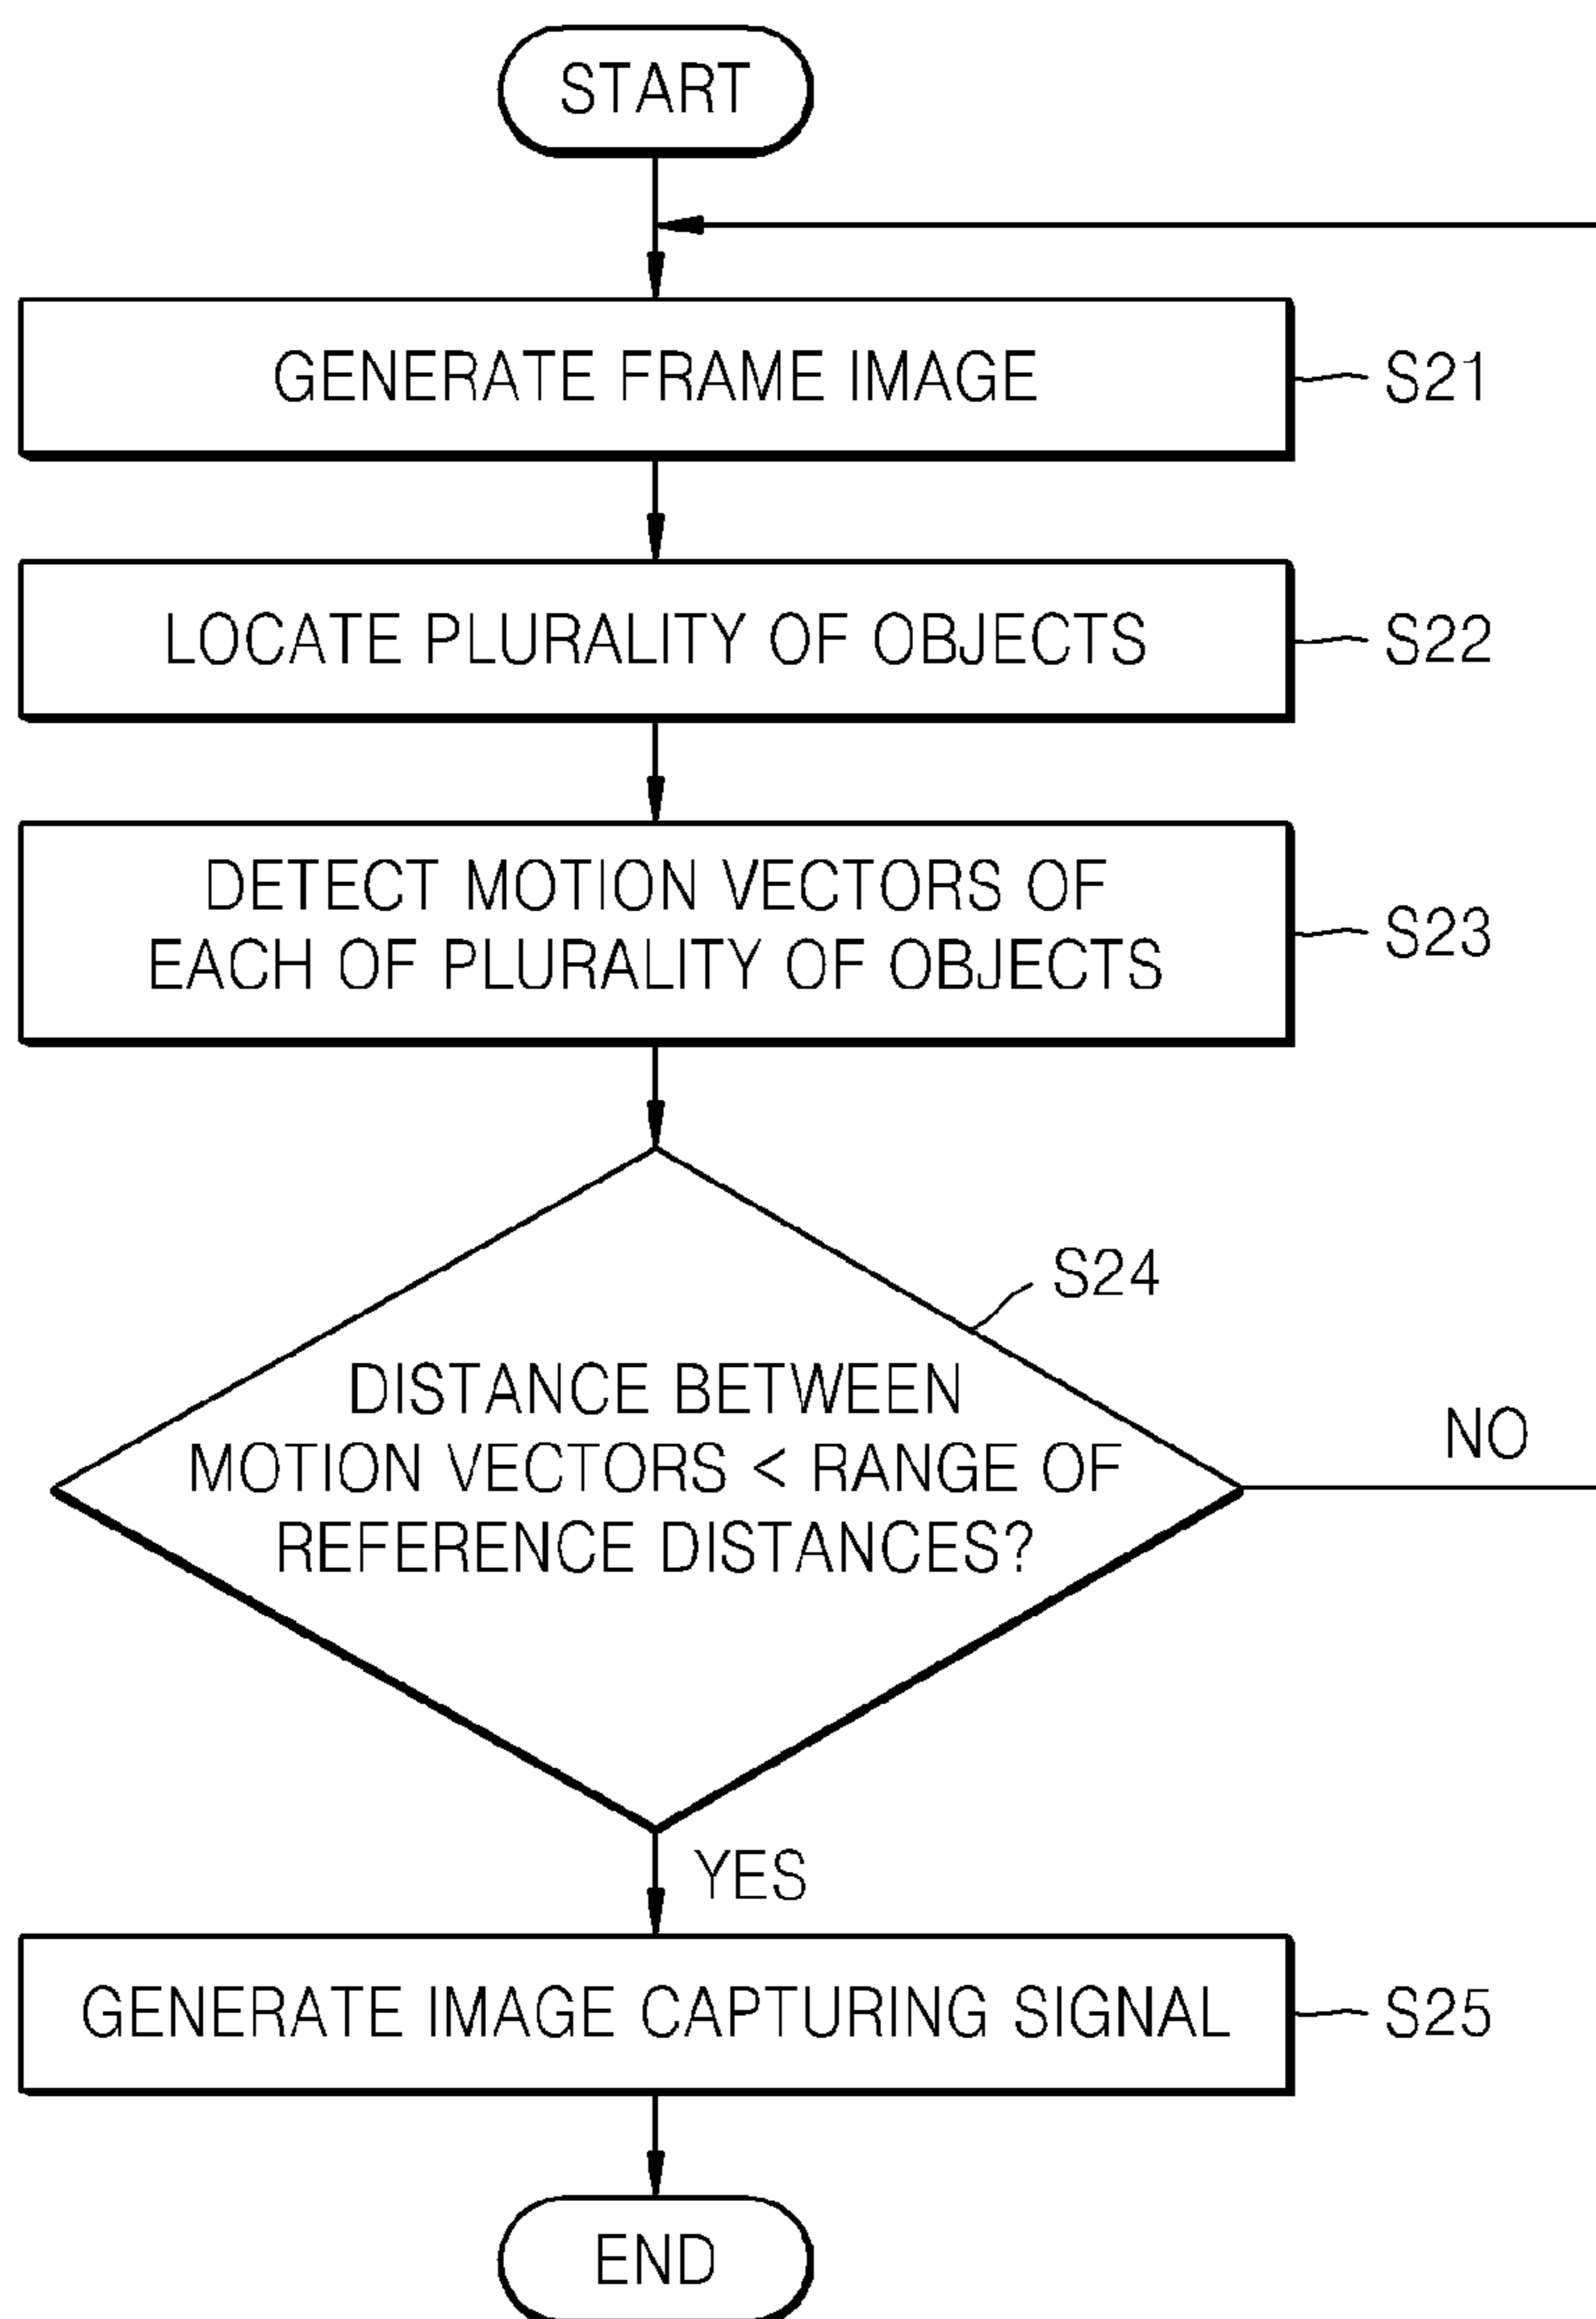 START
GENERATE FRAME IMAGE
S21
LOCATE PLURALITY OF OBJECTS
S22
DETECT MOTION VECTORS OF
EACH OF PLURALITY OF OBJECTS
S23
S24
DISTANCE BETWEEN
MOTION VECTORS < RANGE OF
REFERENCE DISTANCES?
NO
YES
GENERATE IMAGE CAPTURING SIGNAL
S25
END